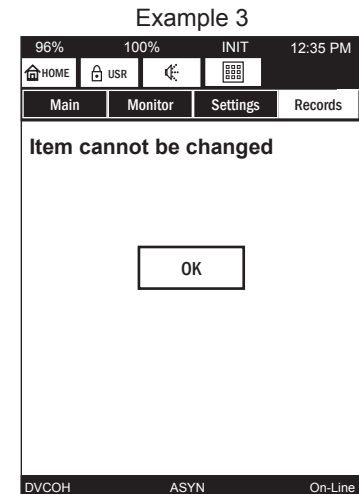 Example 3
96% 100% INIT 12:35 PM
HOME USR
Main Monitor Settings Records
Item cannot be changed
OK
DVCOH ASYN On-Line